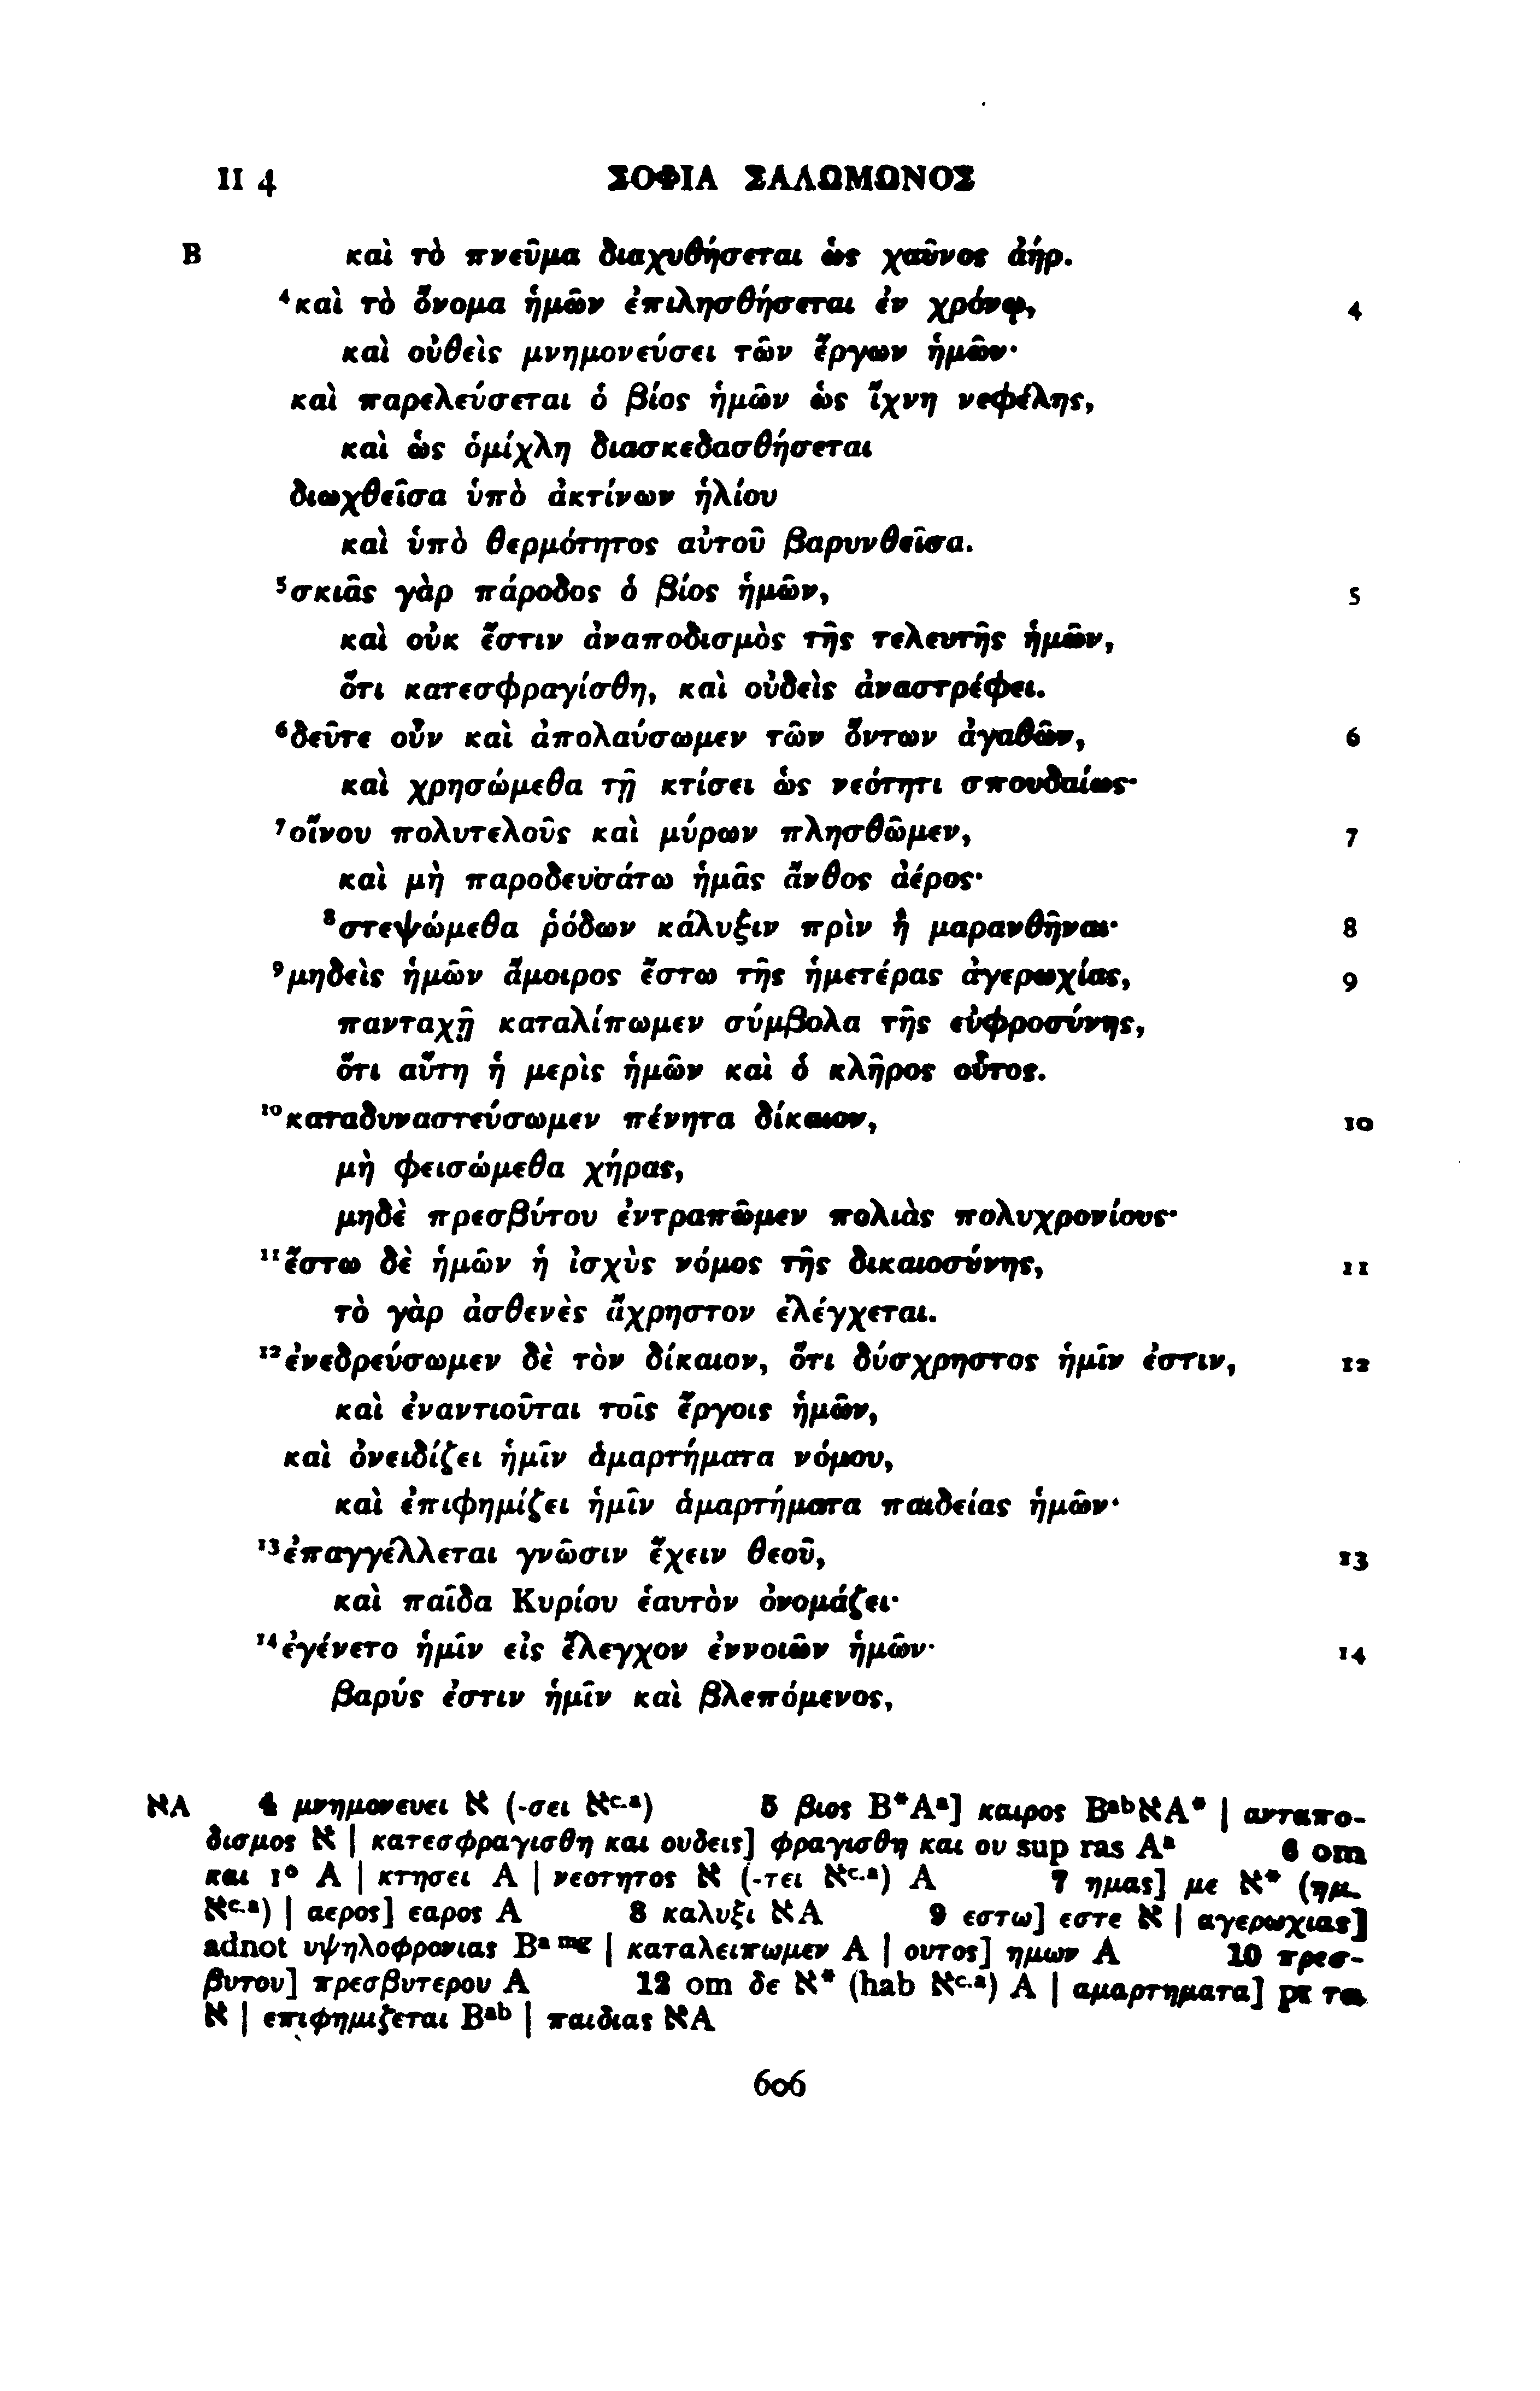 II 4 ΣΟΦΙΑ ΣΑΛΩΜΩΝΟΣ
B καὶ τὸ πνεῦμα διαχυθήσεται ὡς χαῦνος ἀήρ.
⁴καὶ τὸ ὄνομα ἡμῶν ἐπιλησθήσεται ἐν χρόνῳ, 4
καὶ οὐθεὶς μνημονεύσει τῶν ἔργων ἡμῶν·
καὶ παρελεύσεται ὁ βίος ἡμῶν ὡς ἴχνη νεφέλης,
καὶ ὡς ὁμίχλη διασκεδασθήσεται
διωχθεῖσα ὑπὸ ἀκτίνων ἡλίου
καὶ ὑπὸ θερμότητος αὐτοῦ βαρυνθεῖσα.
⁵σκιᾶς γὰρ πάροδος ὁ βίος ἡμῶν, 5
καὶ οὐκ ἔστιν ἀναποδισμὸς τῆς τελευτῆς ἡμῶν,
ὅτι κατεσφραγίσθη, καὶ οὐδεὶς ἀναστρέφει.
⁶δεῦτε οὖν καὶ ἀπολαύσωμεν τῶν ὄντων ἀγαθῶν, 6
καὶ χρησώμεθα τῇ κτίσει ὡς νεότητι σπουδαίως·
⁷οἴνου πολυτελοῦς καὶ μύρων πλησθῶμεν, 7
καὶ μὴ παροδευσάτω ἡμᾶς ἄνθος ἀέρος·
⁸στεψώμεθα ῥόδων κάλυξιν πρὶν ἢ μαρανθῆναι· 8
⁹μηδεὶς ἡμῶν ἄμοιρος ἔστω τῆς ἡμετέρας ἀγερωχίας, 9
πανταχῇ καταλίπωμεν σύμβολα τῆς εὐφροσύνης,
ὅτι αὕτη ἡ μερὶς ἡμῶν καὶ ὁ κλῆρος οὗτος.
¹⁰καταδυναστεύσωμεν πένητα δίκαιον, 10
μὴ φεισώμεθα χήρας,
μηδὲ πρεσβύτου ἐντραπῶμεν πολιὰς πολυχρονίους·
¹¹ἔστω δὲ ἡμῶν ἡ ἰσχὺς νόμος τῆς δικαιοσύνης, 11
τὸ γὰρ ἀσθενὲς ἄχρηστον ἐλέγχεται.
¹²ἐνεδρεύσωμεν δὲ τὸν δίκαιον, ὅτι δύσχρηστος ἡμῖν ἐστιν, 12
καὶ ἐναντιοῦται τοῖς ἔργοις ἡμῶν,
καὶ ὀνειδίζει ἡμῖν ἁμαρτήματα νόμου,
καὶ ἐπιφημίζει ἡμῖν ἁμαρτήματα παιδείας ἡμῶν·
¹³ἐπαγγέλλεται γνῶσιν ἔχειν θεοῦ, 13
καὶ παῖδα Κυρίου ἑαυτὸν ὀνομάζει·
¹⁴ἐγένετο ἡμῖν εἰς ἔλεγχον ἐννοιῶν ἡμῶν· 14
βαρύς ἐστιν ἡμῖν καὶ βλεπόμενος,
אA 4 μνημονευει א (-σει אᶜ·ᵃ) 5 βιος B*Aᵃ] καιρος BᵃᵇאA* | ανταπο-
δισμος א | κατεσφραγισθη και ουδεις] φραγισθη και ου sup ras Aᵃ 6 om
και 1° A | κτησει A | νεοτητος א (-τει אᶜ·ᵃ) A 7 ημας] με א* (ημ.
אᶜ·ᵃ) | αερος] εαρος A 8 καλυξι אA 9 εστω] εστε א | αγερωχιας]
adnot υψηλοφρονιας Bᵃ ᵐᵍ | καταλειπωμεν A | ουτος] ημων A 10 πρεσ-
βυτου] πρεσβυτερου A 12 om δε א* (hab אᶜ·ᵃ) A | αμαρτηματα] pr τα
א | επιφημιζεται Bᵃᵇ | παιδιας אA
606